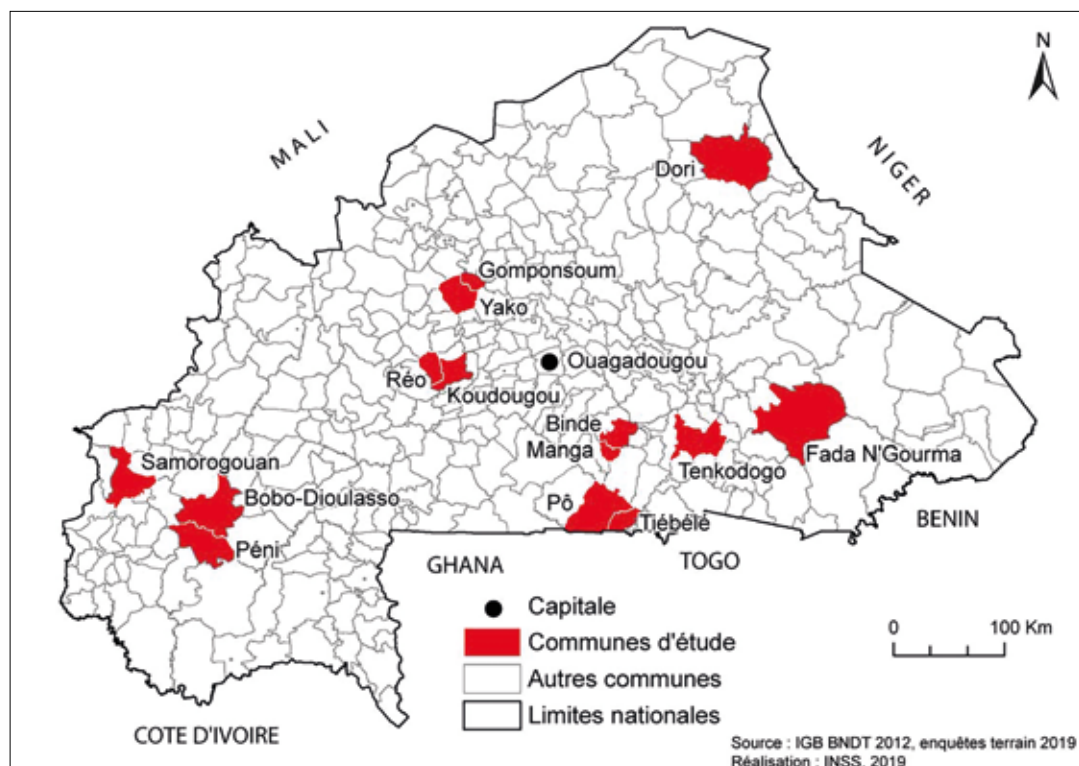 N
MALI
NIGER
Dori
Gomponsoum
Yako
Ouagadougou
Réo
Koudougou
Binde
Manga
Tenkodogo
Fada N'Gourma
Samorogouan
Bobo-Dioulasso
Péni
Pô
Tiébélé
BENIN
GHANA
TOGO
COTE D'IVOIRE
Capitale
Communes d'étude
Autres communes
Limites nationales
0 100 Km
Source : IGB BNDT 2012, enquêtes terrain 2019
Réalisation : INSS, 2019